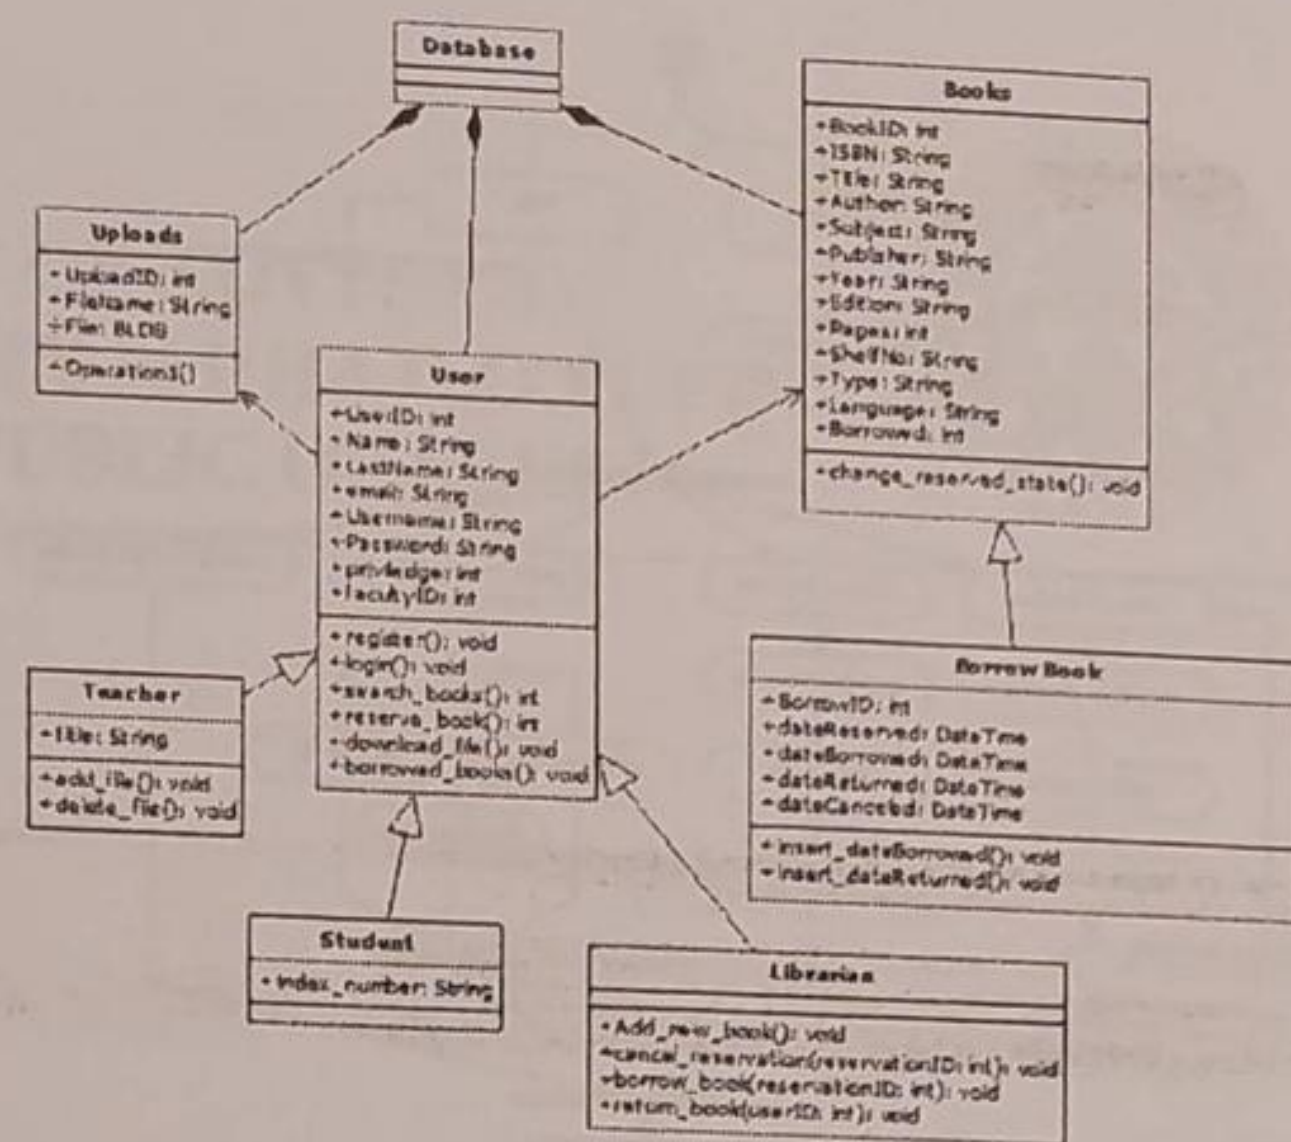 Database
Books
+BookID: int
+ISBN: String
+Title: String
+Author: String
+Subject: String
+Publisher: String
+Year: String
+Edition: String
+Pages: int
+ShelfNo: String
+Type: String
+Language: String
+Borrowed: int
+change_reserved_state(): void
Uploads
+UploadID: int
+FileName: String
+File: BLOB
+Operation1()
User
+UserID: int
+Name: String
+LastName: String
+email: String
+Username: String
+Password: String
+priviledge: int
+facultyID: int
+register(): void
+login(): void
+search_books(): int
+reserve_book(): int
+download_file(): void
+borrowed_books(): void
Teacher
+title: String
+add_file(): void
+delete_file(): void
Borrow Book
+BorrowID: int
+dateReserved: DateTime
+dateBorrowed: DateTime
+dateReturned: DateTime
+dateCanceled: DateTime
+insert_dateBorrowed(): void
+insert_dateReturned(): void
Student
+index_number: String
Librarian
+Add_new_book(): void
+cancel_reservation(reservationID: int): void
+borrow_book(reservationID: int): void
+return_book(userID: int): void